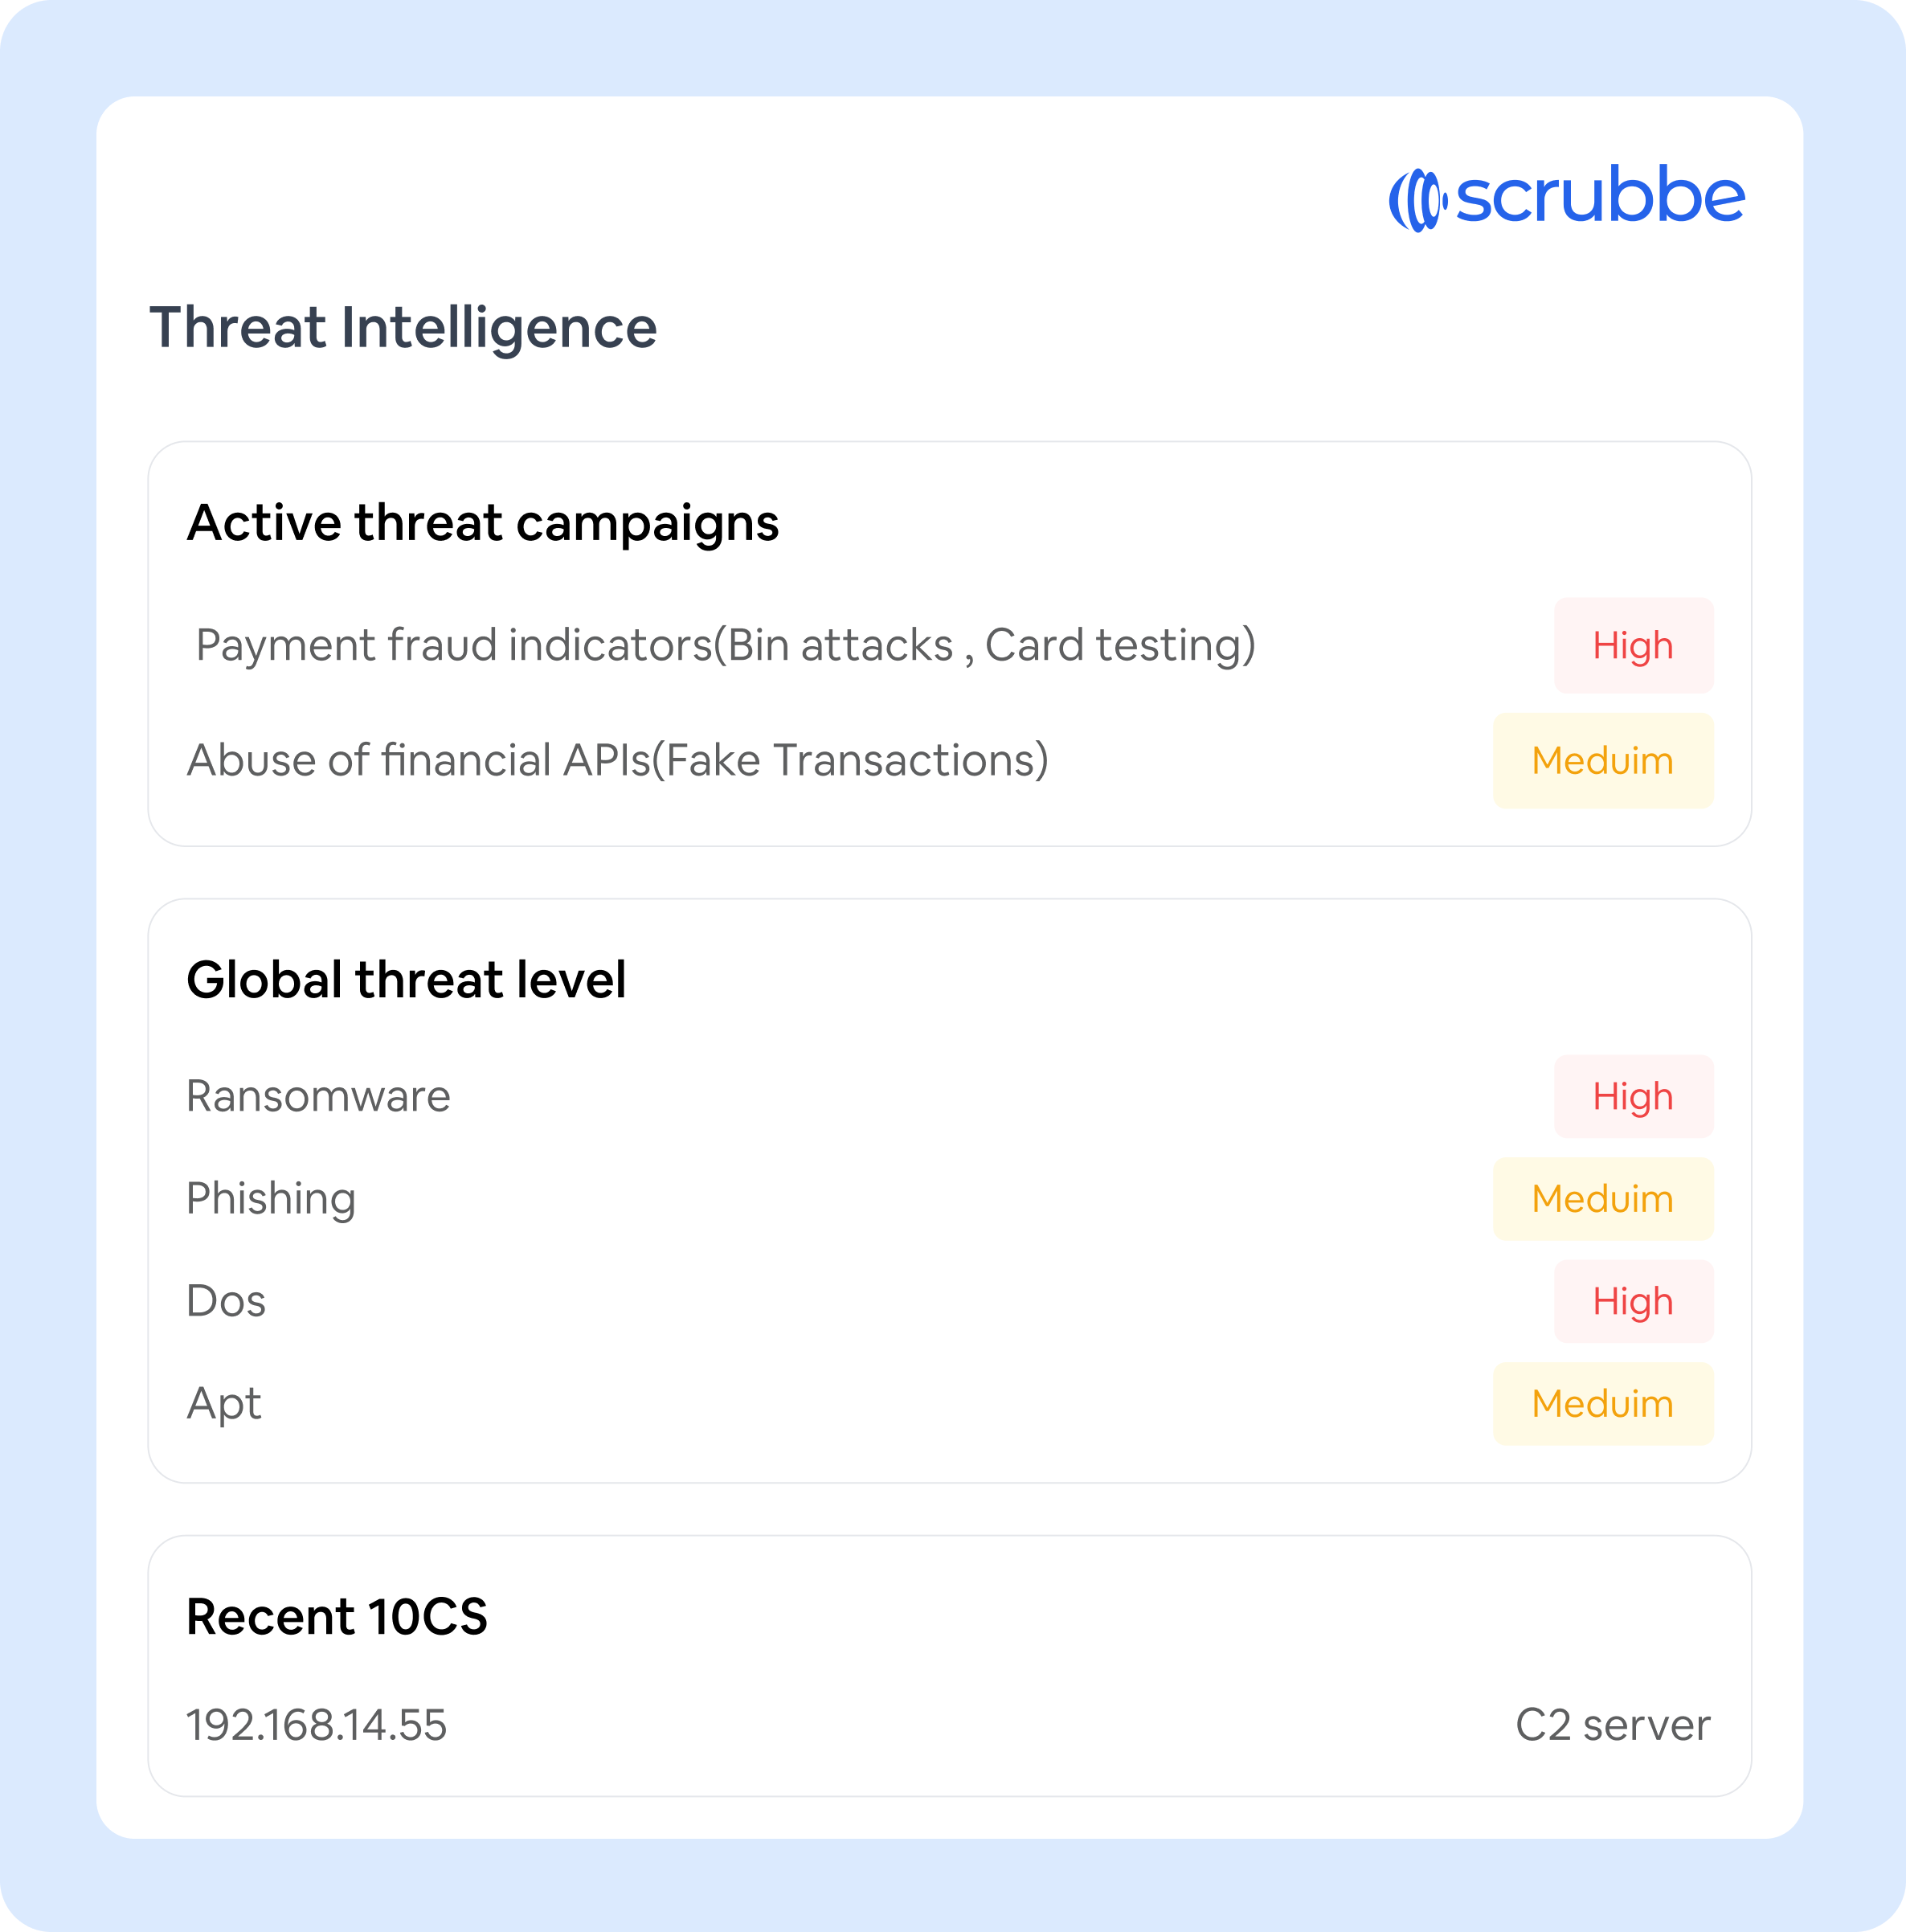 scrubbe
Threat Intelligence
Active threat campaigns
Payment fraud indicators(Bin attacks , Card testing)
High
Abuse of financial APIs(Fake Transactions)
Meduim
Global threat level
Ransomware
High
Phishing
Meduim
Dos
High
Apt
Meduim
Recent 10CS
192.168.14.55
C2 server